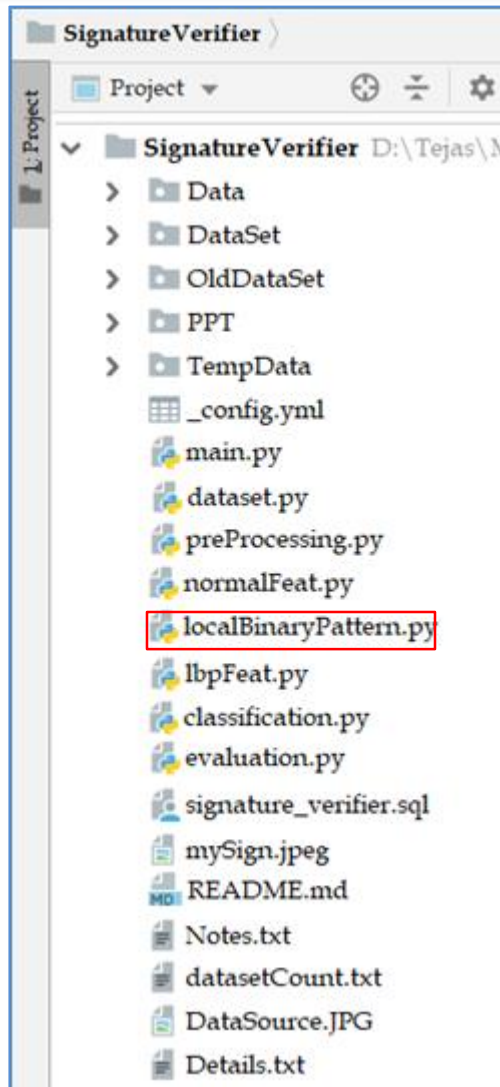 SignatureVerifier
1: Project
Project
SignatureVerifier D:\Tejas\
Data
DataSet
OldDataSet
PPT
TempData
_config.yml
main.py
dataset.py
preProcessing.py
normalFeat.py
localBinaryPattern.py
lbpFeat.py
classification.py
evaluation.py
signature_verifier.sql
mySign.jpeg
MD README.md
Notes.txt
datasetCount.txt
DataSource.JPG
Details.txt